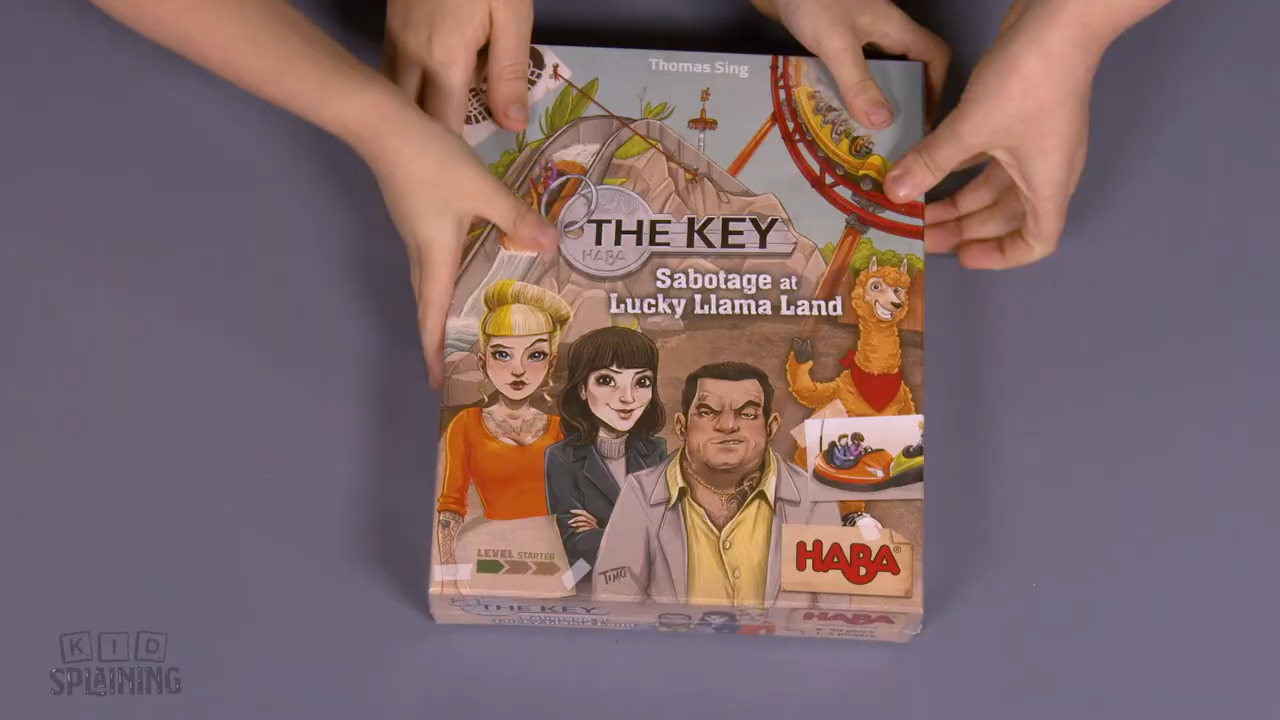 Thomas Sing
THE KEY
HABA
Sabotage at
Lucky Llama Land
LEVEL STARTER
TIMO
HABA®
THE KEY
HABA
KID
SPLAINING